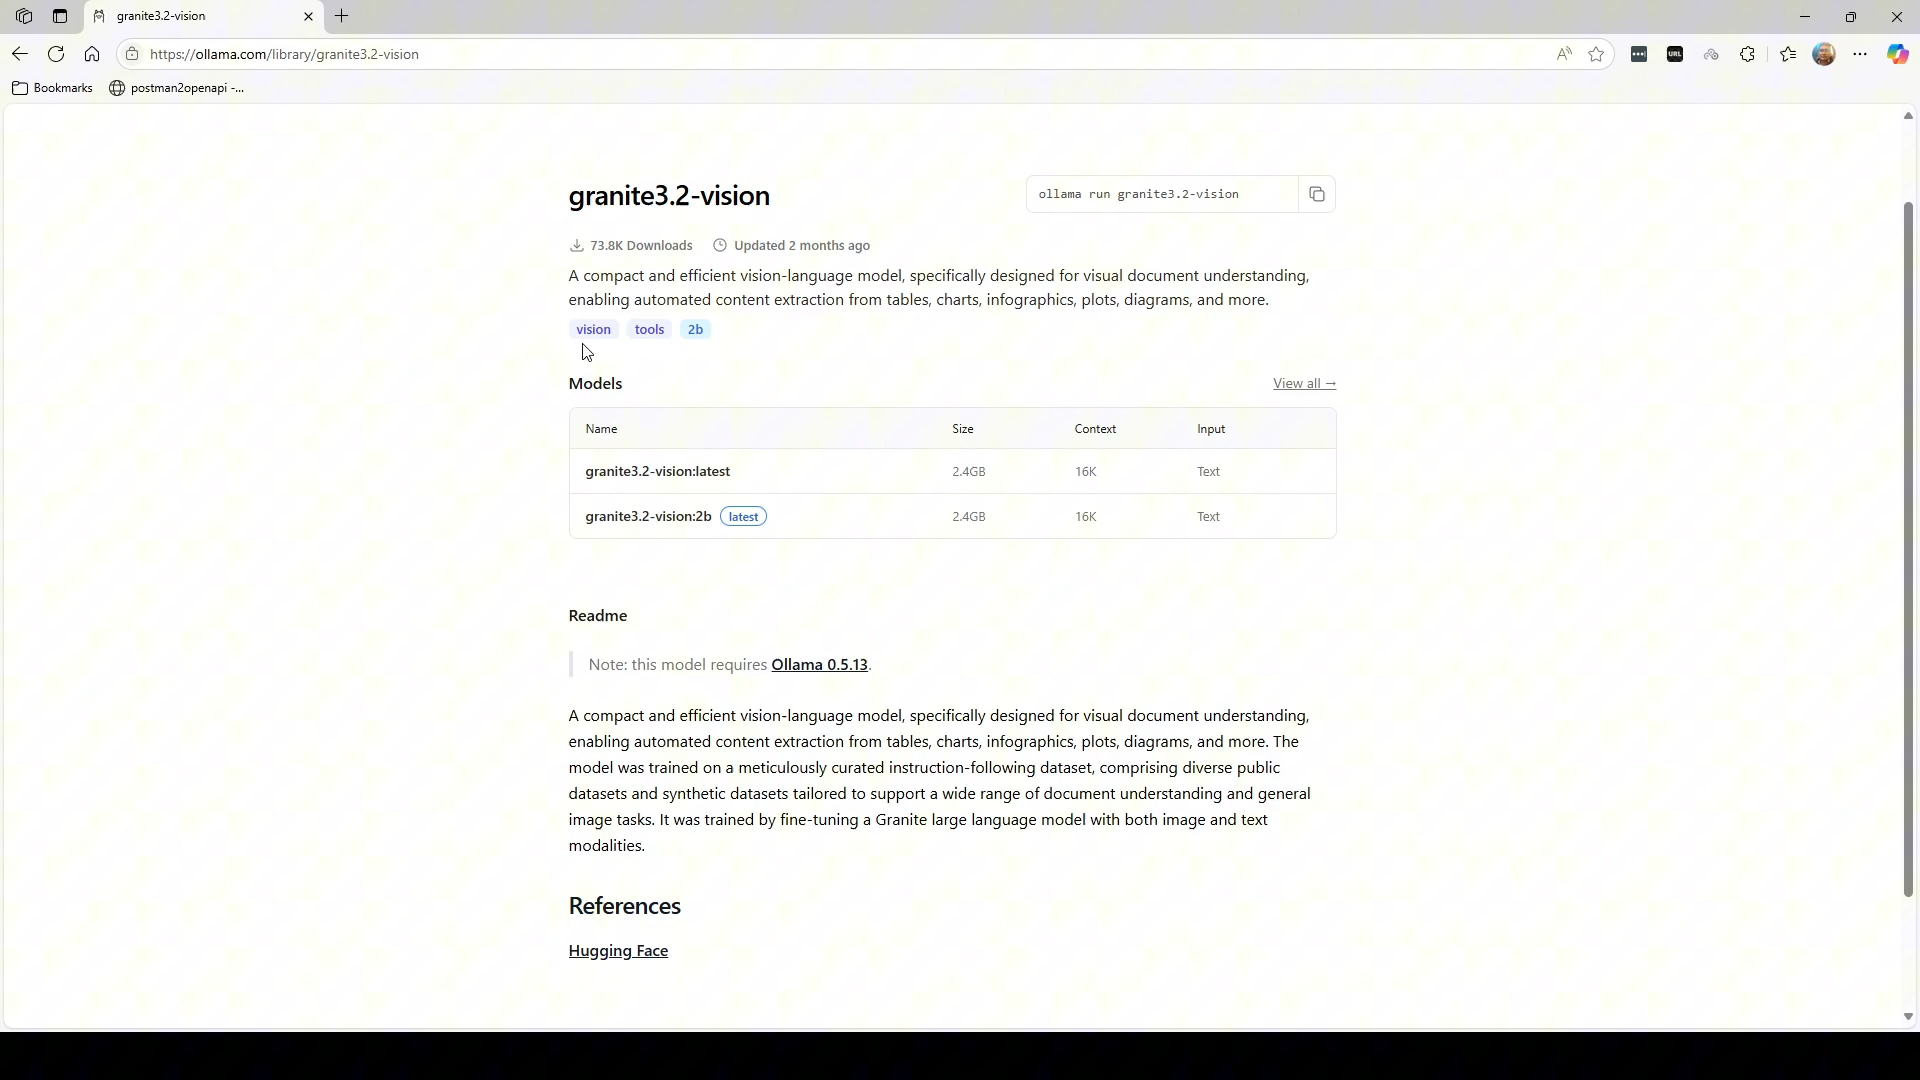 granite3.2-vision
https://ollama.com/library/granite3.2-vision
URL
Bookmarks
postman2openapi -...
granite3.2-vision
ollama run granite3.2-vision
73.8K Downloads
Updated 2 months ago
A compact and efficient vision-language model, specifically designed for visual document understanding,
enabling automated content extraction from tables, charts, infographics, plots, diagrams, and more.
vision tools 2b
Models
View all →
Name Size Context Input
granite3.2-vision:latest 2.4GB 16K Text
granite3.2-vision:2b latest 2.4GB 16K Text
Readme
Note: this model requires Ollama 0.5.13.
A compact and efficient vision-language model, specifically designed for visual document understanding,
enabling automated content extraction from tables, charts, infographics, plots, diagrams, and more. The
model was trained on a meticulously curated instruction-following dataset, comprising diverse public
datasets and synthetic datasets tailored to support a wide range of document understanding and general
image tasks. It was trained by fine-tuning a Granite large language model with both image and text
modalities.
References
Hugging Face